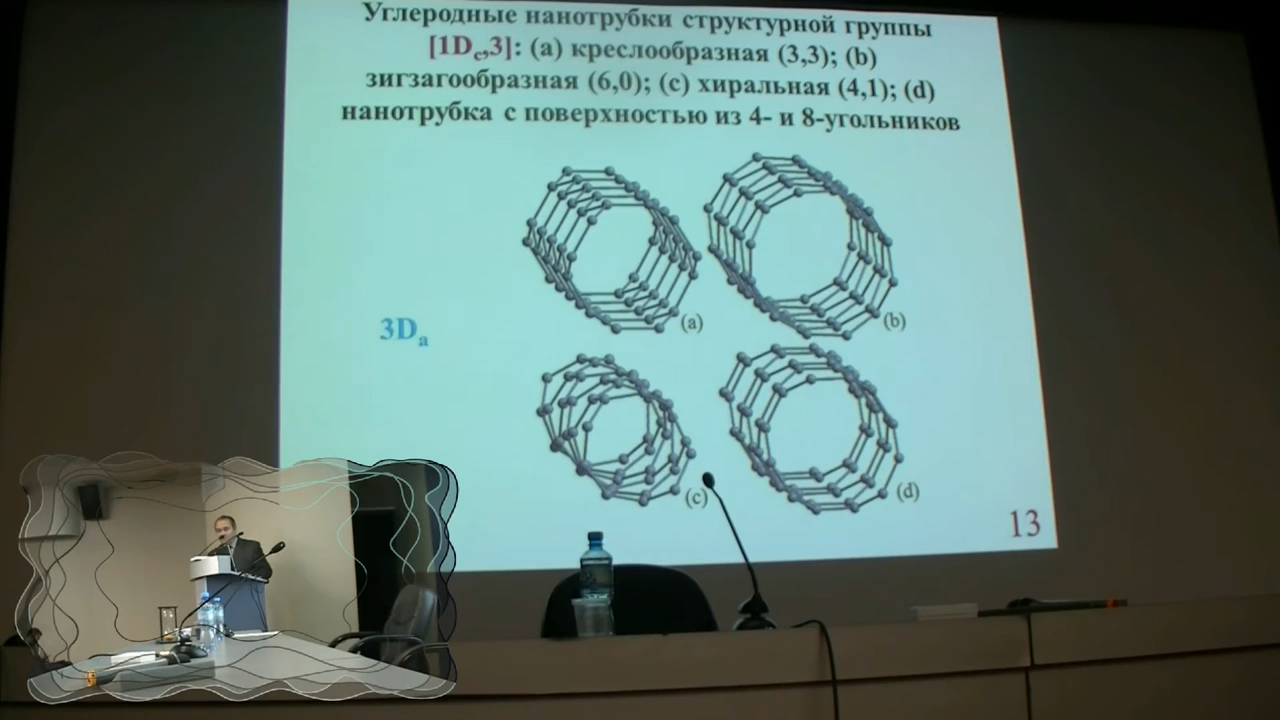 Углеродные нанотрубки структурной группы
[1Dc,3]: (a) креслообразная (3,3); (b)
зигзагообразная (6,0); (c) хиральная (4,1); (d)
нанотрубка с поверхностью из 4- и 8-угольников
(a)
(b)
3Da
(c)
(d)
13